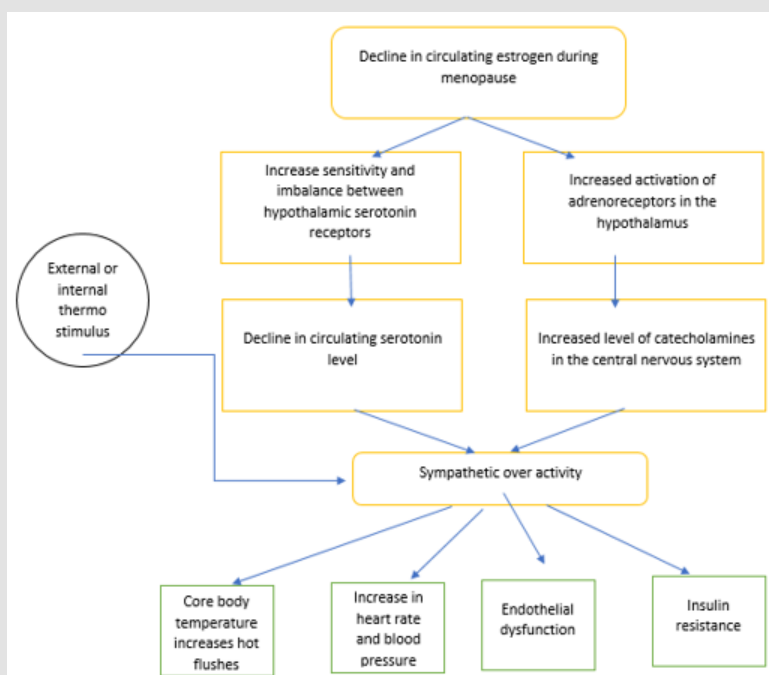 Decline in circulating estrogen during
menopause
Increase sensitivity and
imbalance between
hypothalamic serotonin
receptors
Increased activation of
adrenoreceptors in the
hypothalamus
External or
internal
thermo
stimulus
Decline in circulating serotonin
level
Increased level of catecholamines
in the central nervous system
Sympathetic over activity
Core body
temperature
increases hot
flushes
Increase in
heart rate
and blood
pressure
Endothelial
dysfunction
Insulin
resistance